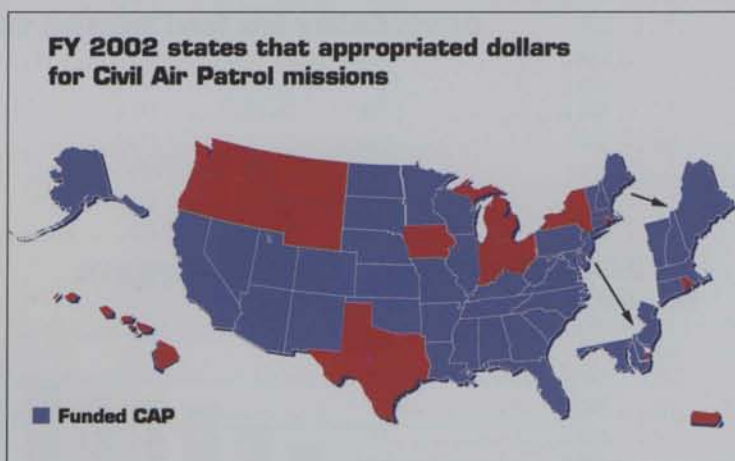 FY 2002 states that appropriated dollars
for Civil Air Patrol missions
Funded CAP